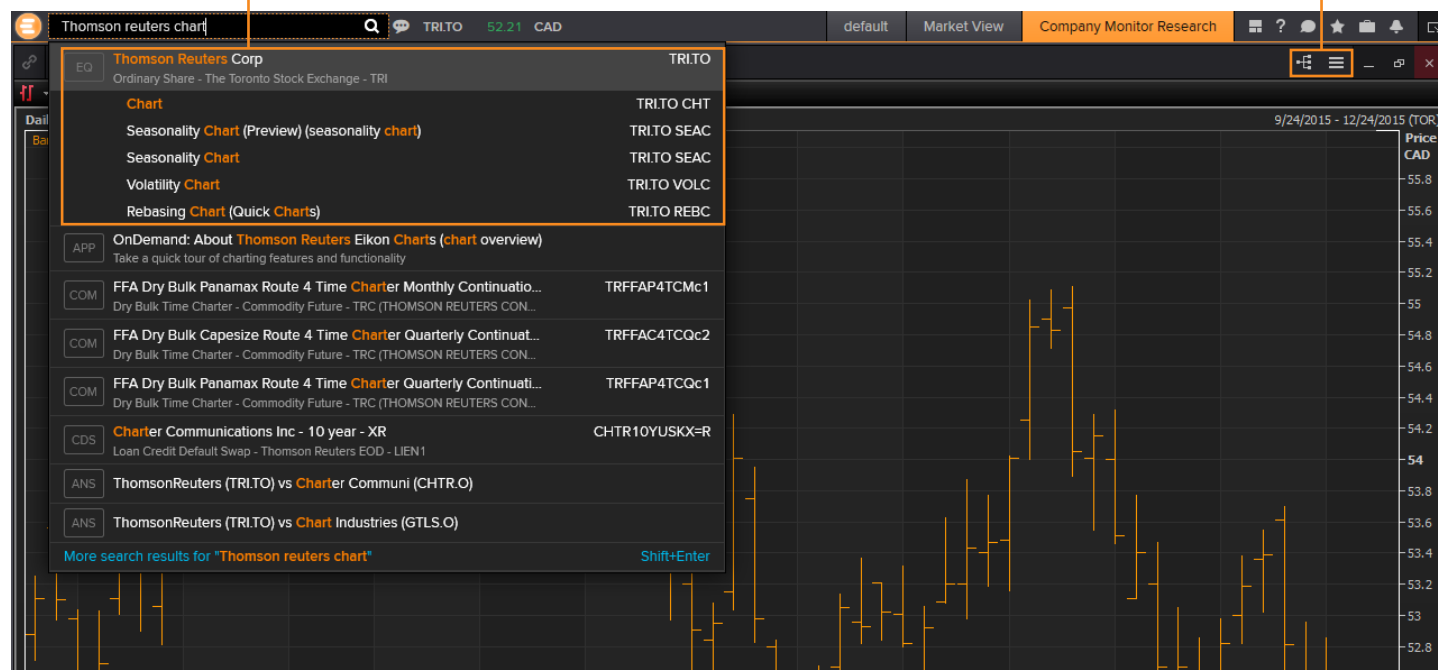 Thomson reuters chart
TRI.TO 52.21 CAD
default
Market View
Company Monitor Research
?
EQ
Thomson Reuters Corp TRI.TO
Ordinary Share - The Toronto Stock Exchange - TRI
Chart TRI.TO CHT
Seasonality Chart (Preview) (seasonality chart) TRI.TO SEAC
Seasonality Chart TRI.TO SEAC
Volatility Chart TRI.TO VOLC
Rebasing Chart (Quick Charts) TRI.TO REBC
APP
OnDemand: About Thomson Reuters Eikon Charts (chart overview)
Take a quick tour of charting features and functionality
COM
FFA Dry Bulk Panamax Route 4 Time Charter Monthly Continuatio... TRFFAP4TCMc1
Dry Bulk Time Charter - Commodity Future - TRC (THOMSON REUTERS CON...
COM
FFA Dry Bulk Capesize Route 4 Time Charter Quarterly Continuat... TRFFAC4TCQc2
Dry Bulk Time Charter - Commodity Future - TRC (THOMSON REUTERS CON...
COM
FFA Dry Bulk Panamax Route 4 Time Charter Quarterly Continuati... TRFFAP4TCQc1
Dry Bulk Time Charter - Commodity Future - TRC (THOMSON REUTERS CON...
CDS
Charter Communications Inc - 10 year - XR CHTR10YUSKX=R
Loan Credit Default Swap - Thomson Reuters EOD - LIEN1
ANS
ThomsonReuters (TRI.TO) vs Charter Communi (CHTR.O)
ANS
ThomsonReuters (TRI.TO) vs Chart Industries (GTLS.O)
More search results for "Thomson reuters chart" Shift+Enter
Dail
Ba
9/24/2015 - 12/24/2015 (TOR)
Price
CAD
55.8
55.6
55.4
55.2
55
54.8
54.6
54.4
54.2
54
53.8
53.6
53.4
53.2
53
52.8